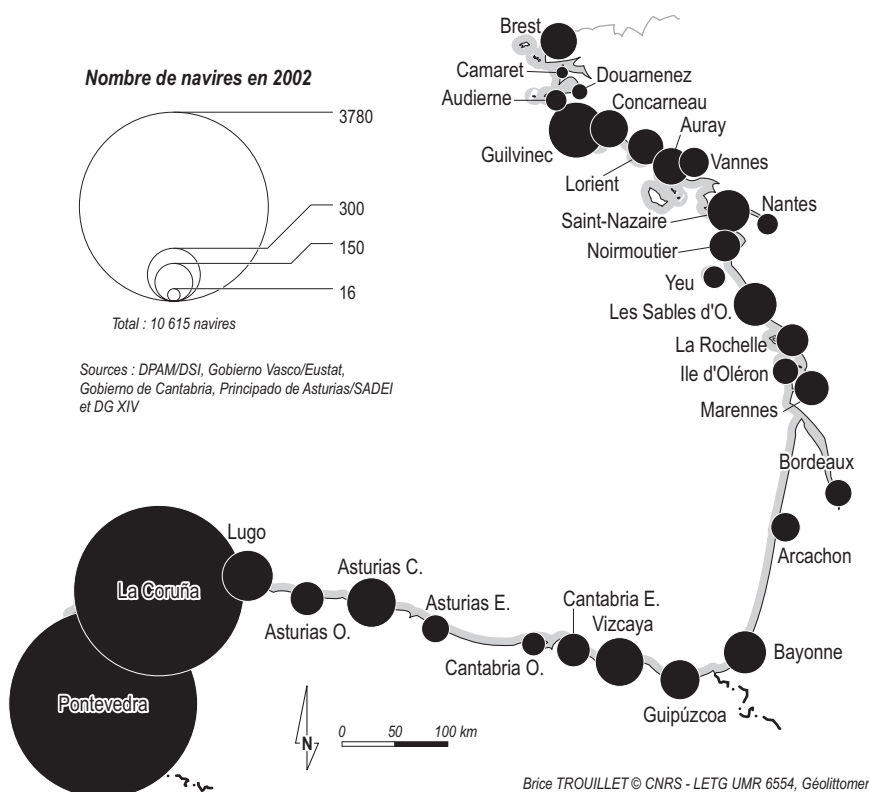 Nombre de navires en 2002
3780
300
150
16
Total : 10 615 navires
Sources : DPAM/DSI, Gobierno Vasco/Eustat,
Gobierno de Cantabria, Principado de Asturias/SADEI
et DG XIV
Brest
Camaret
Douarnenez
Audierne
Concarneau
Auray
Guilvinec
Vannes
Lorient
Nantes
Saint-Nazaire
Noirmoutier
Yeu
Les Sables d'O.
La Rochelle
Ile d'Oléron
Marennes
Bordeaux
Arcachon
Lugo
Asturias C.
La Coruña
Cantabria E.
Asturias E.
Vizcaya
Asturias O.
Bayonne
Cantabria O.
Pontevedra
Guipúzcoa
N
0 50 100 km
Brice TROUILLET © CNRS - LETG UMR 6554, Géolittomer